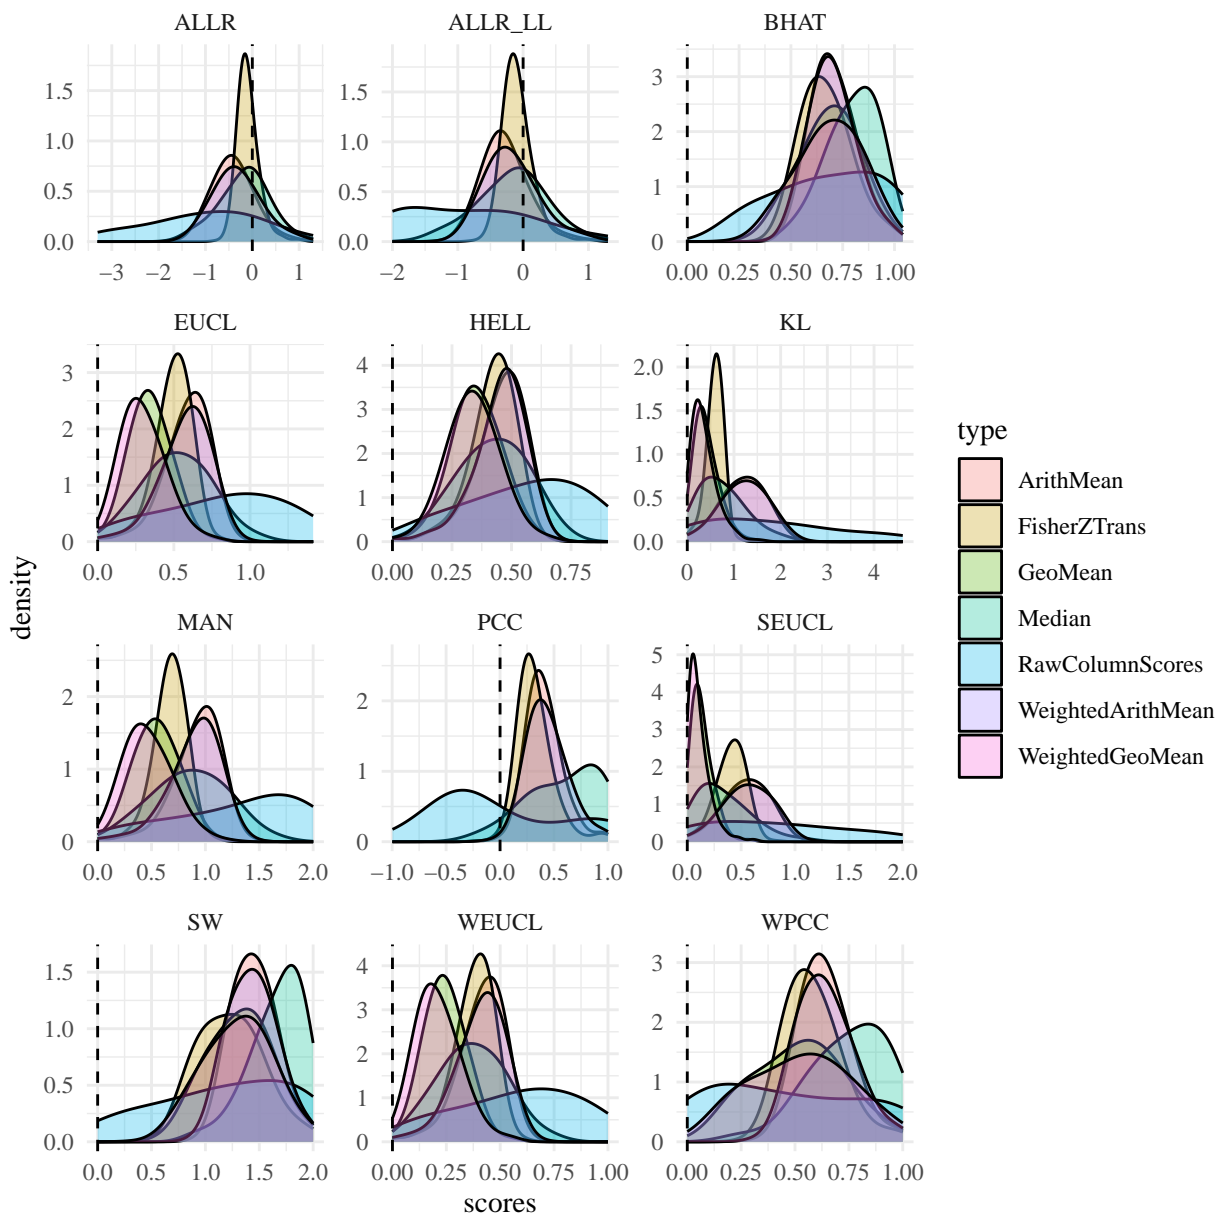 ALLR ALLR_LL BHAT
1.5 1.5 3
1.0 1.0 2
0.5 0.5 1
0.0 0.0 0
−3 −2 −1 0 1 −2 −1 0 1 0.00 0.25 0.50 0.75 1.00
EUCL HELL KL
3 4 2.0
2 3 1.5
1 2 1.0
0 1 0.5
0 0.0
0.0 0.5 1.0 0.00 0.25 0.50 0.75 0 1 2 3 4
MAN PCC SEUCL
2 2 5
1 1 4
0 0 3
2
1
0
0.0 0.5 1.0 1.5 2.0 −1.0 −0.5 0.0 0.5 1.0 0.0 0.5 1.0 1.5 2.0
SW WEUCL WPCC
1.5 4 3
1.0 3 2
0.5 2 1
0.0 1 0
0
0.0 0.5 1.0 1.5 2.0 0.00 0.25 0.50 0.75 1.00 0.00 0.25 0.50 0.75 1.00
scores
density
type
ArithMean
FisherZTrans
GeoMean
Median
RawColumnScores
WeightedArithMean
WeightedGeoMean